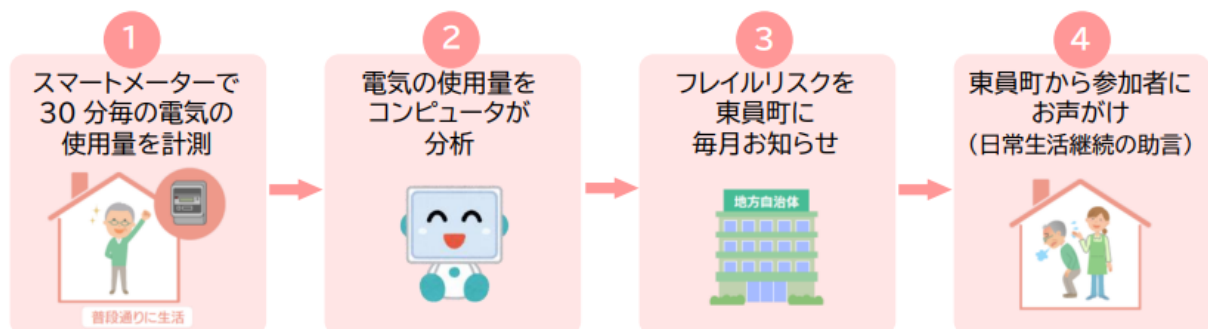 1
スマートメーターで
30 分毎の電気の
使用量を計測
普段通りに生活
2
電気の使用量を
コンピュータが
分析
3
フレイルリスクを
東員町に
毎月お知らせ
地方自治体
4
東員町から参加者に
お声がけ
（日常生活継続の助言）